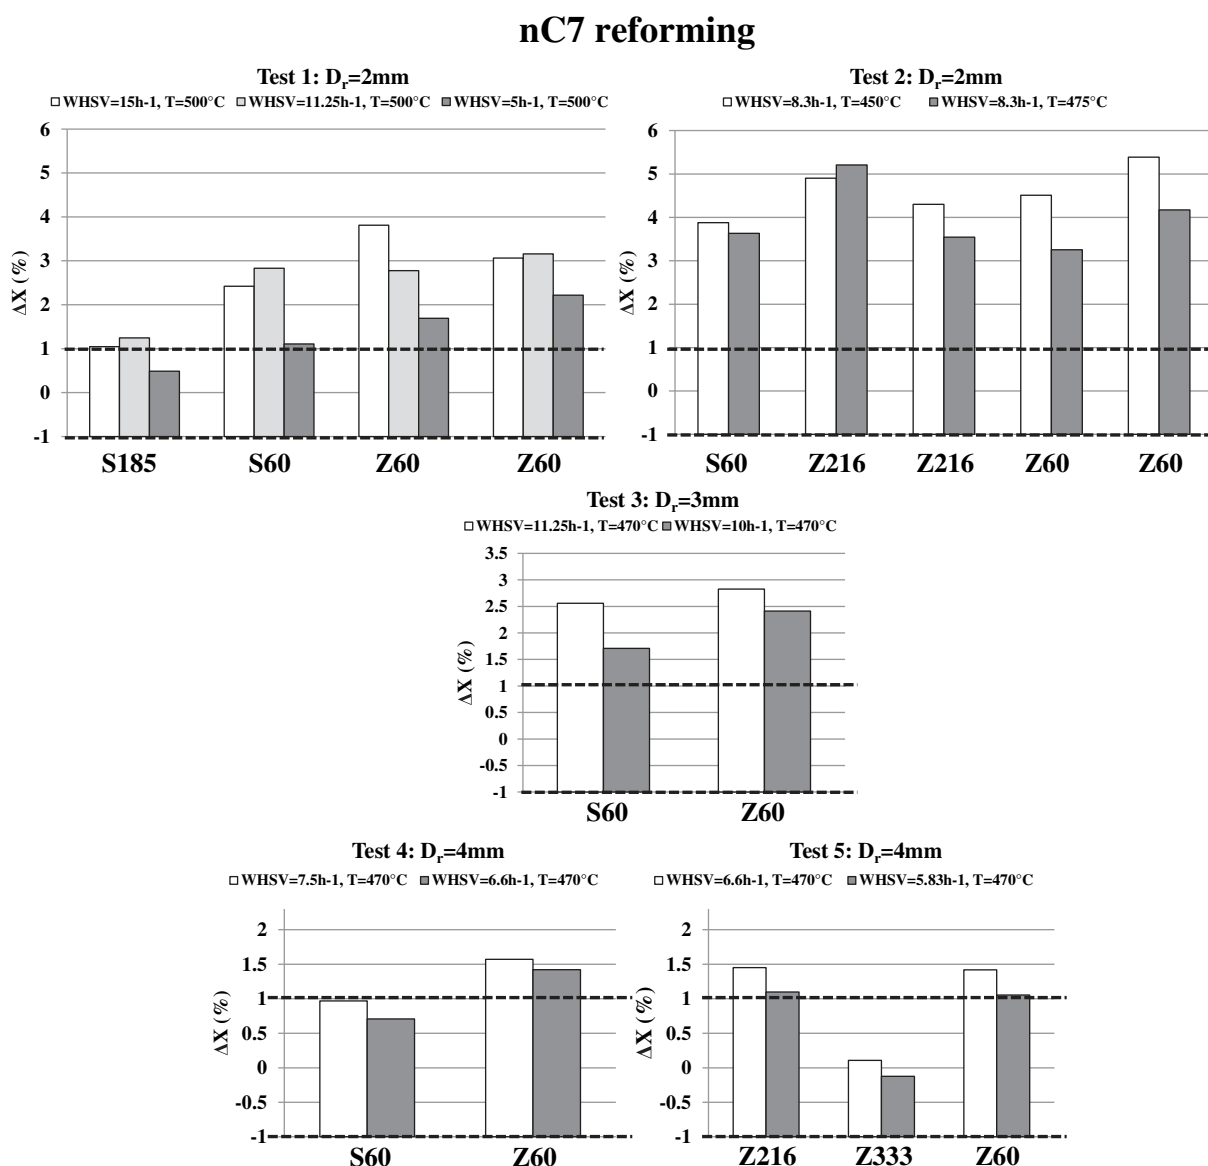 nC7 reforming
Test 1: Dr=2mm
WHSV=15h-1, T=500°C WHSV=11.25h-1, T=500°C WHSV=5h-1, T=500°C
6
5
4
3
2
1
0
-1
ΔX (%)
S185 S60 Z60 Z60
Test 2: Dr=2mm
WHSV=8.3h-1, T=450°C WHSV=8.3h-1, T=475°C
6
5
4
3
2
1
0
-1
ΔX (%)
S60 Z216 Z216 Z60 Z60
Test 3: Dr=3mm
WHSV=11.25h-1, T=470°C WHSV=10h-1, T=470°C
3.5
3
2.5
2
1.5
1
0.5
0
-0.5
-1
ΔX (%)
S60 Z60
Test 4: Dr=4mm
WHSV=7.5h-1, T=470°C WHSV=6.6h-1, T=470°C
2
1.5
1
0.5
0
-0.5
-1
ΔX (%)
S60 Z60
Test 5: Dr=4mm
WHSV=6.6h-1, T=470°C WHSV=5.83h-1, T=470°C
2
1.5
1
0.5
0
-0.5
-1
ΔX (%)
Z216 Z333 Z60